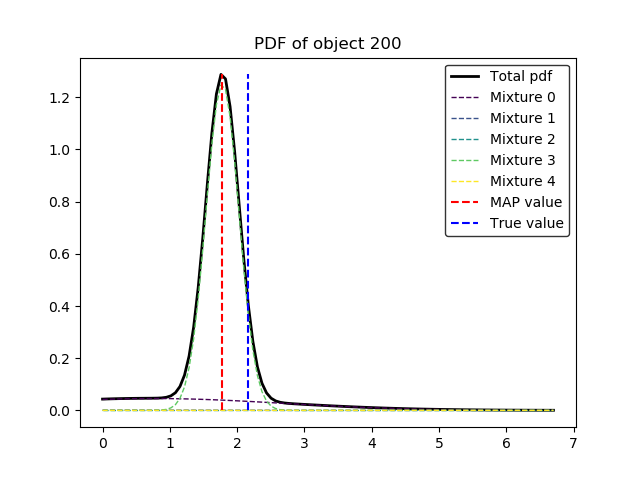 PDF of object 200
Total pdf
Mixture 0
Mixture 1
Mixture 2
Mixture 3
Mixture 4
MAP value
True value
1.2
1.0
0.8
0.6
0.4
0.2
0.0
0 1 2 3 4 5 6 7